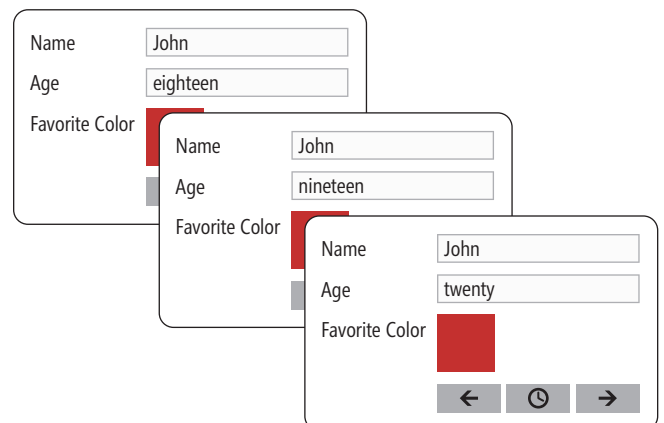 Name John
Age eighteen
Favorite Color
Name John
Age nineteen
Favorite Color
Name John
Age twenty
Favorite Color